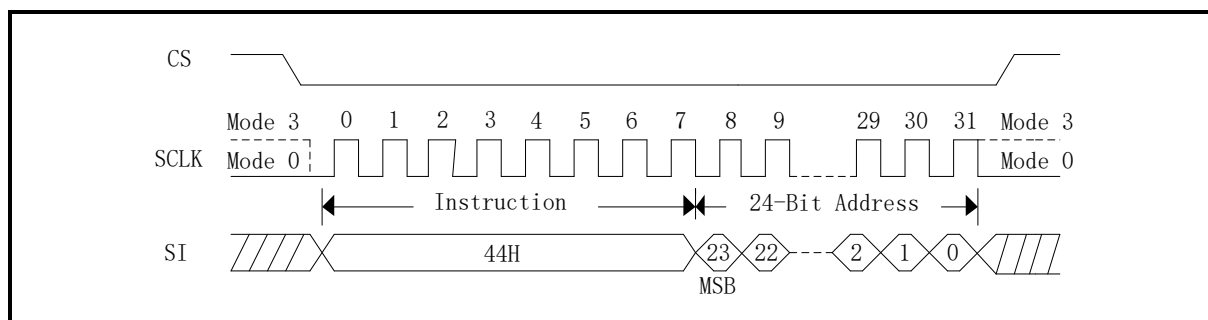 CS
Mode 3 0 1 2 3 4 5 6 7 8 9 29 30 31 Mode 3
SCLK Mode 0 Mode 0
Instruction 24-Bit Address
SI 44H 23 22 2 1 0
MSB